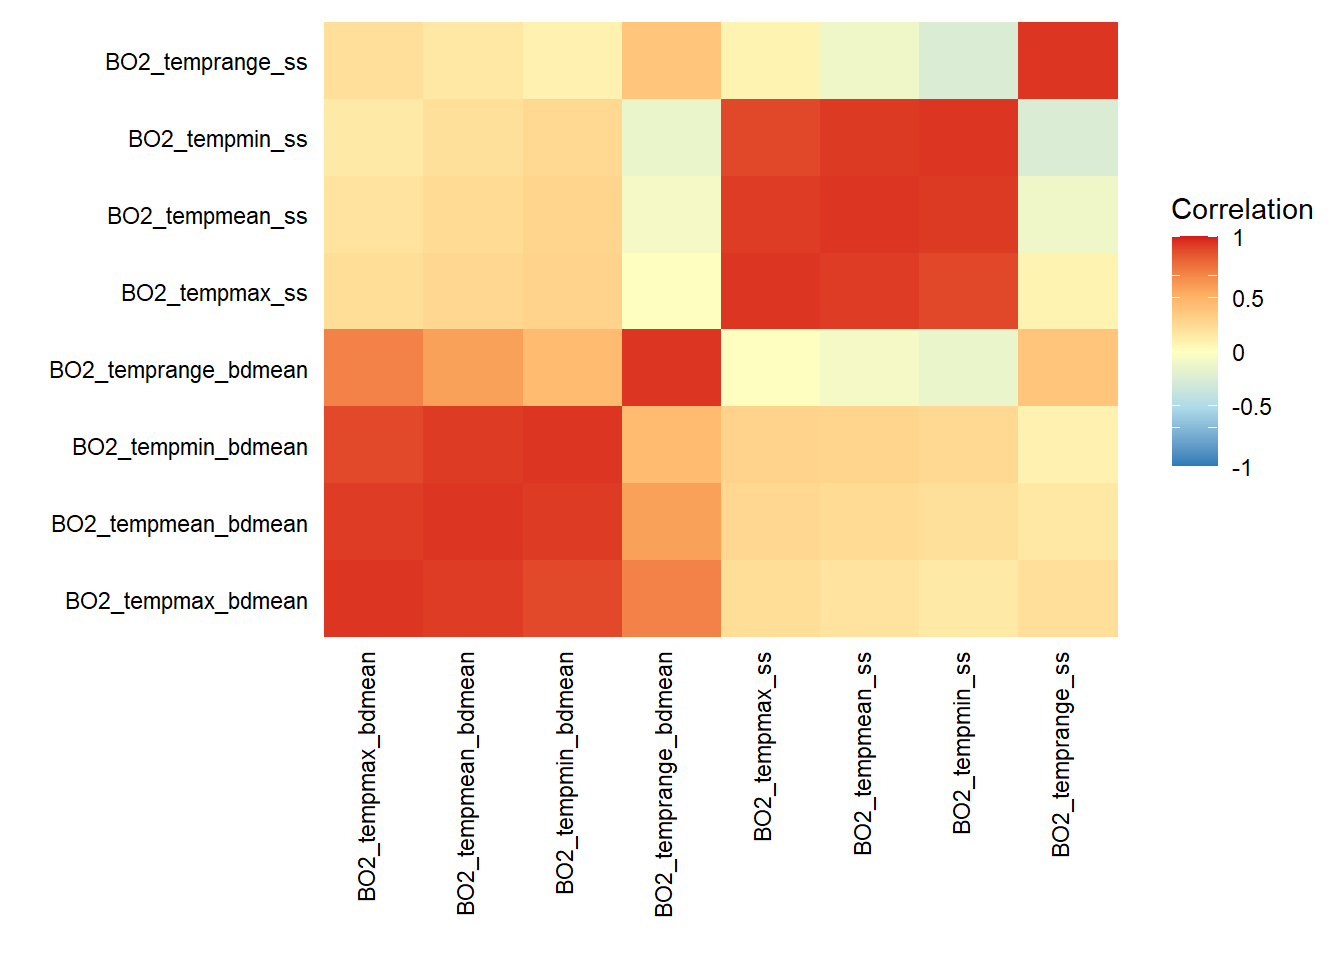 BO2_temprange_ss
BO2_tempmin_ss
BO2_tempmean_ss
BO2_tempmax_ss
BO2_temprange_bdmean
BO2_tempmin_bdmean
BO2_tempmean_bdmean
BO2_tempmax_bdmean
BO2_tempmax_bdmean
BO2_tempmean_bdmean
BO2_tempmin_bdmean
BO2_temprange_bdmean
BO2_tempmax_ss
BO2_tempmean_ss
BO2_tempmin_ss
BO2_temprange_ss
Correlation
1
0.5
0
-0.5
-1